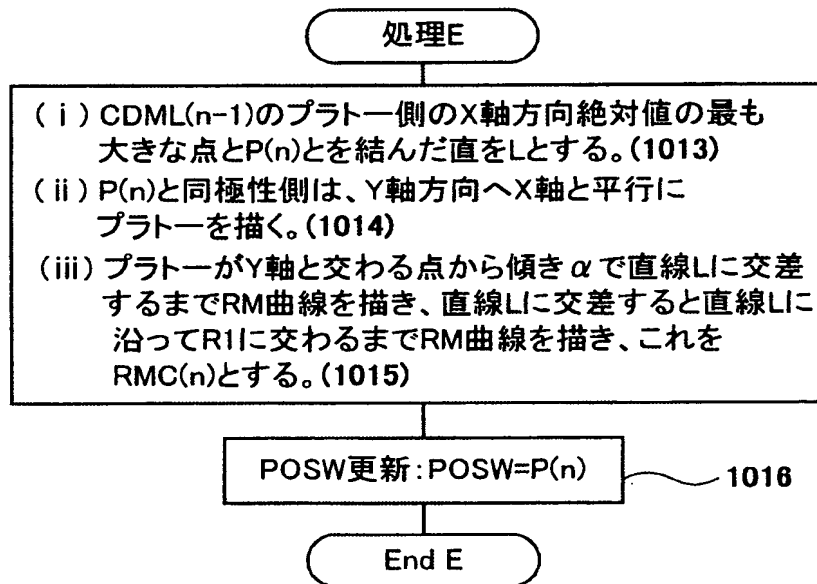 処理E
(ⅰ) CDML(n-1)のプラトー側のX軸方向絶対値の最も
大きな点とP(n)とを結んだ直をLとする。(1013)
(ⅱ) P(n)と同極性側は、Y軸方向へX軸と平行に
プラトーを描く。(1014)
(ⅲ) プラトーがY軸と交わる点から傾きαで直線Lに交差
するまでRM曲線を描き、直線Lに交差すると直線Lに
沿ってR1に交わるまでRM曲線を描き、これを
RMC(n)とする。(1015)
POSW更新:POSW=P(n)
1016
End E